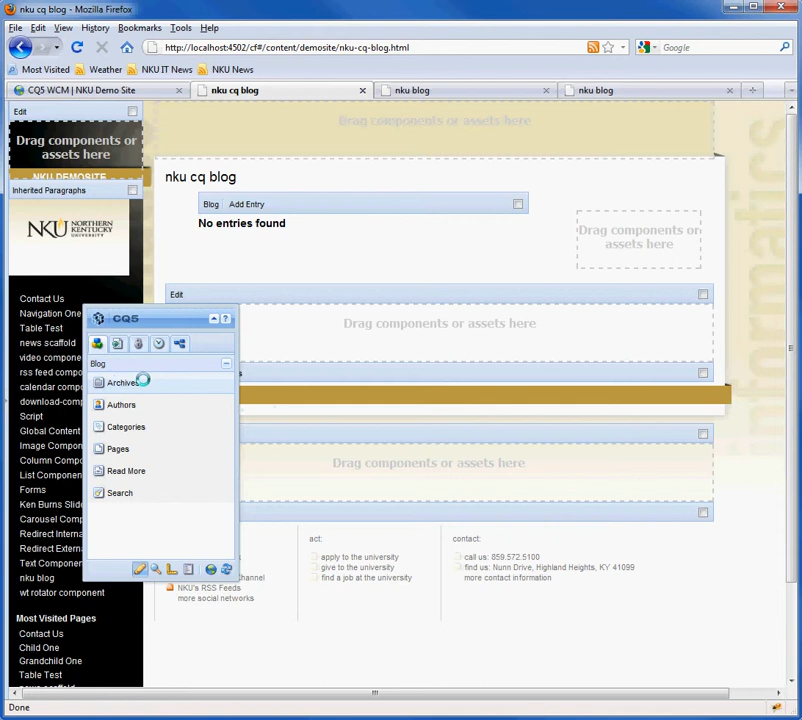 nku cq blog - Mozilla Firefox
File Edit View History Bookmarks Tools Help
http://localhost:4502/cf#/content/demosite/nku-cq-blog.html
Google
Most Visited Weather NKU IT News NKU News
CQ5 WCM | NKU Demo Site
nku cq blog
nku blog
nku blog
Edit
Drag components or
assets here
NKU DEMOSITE
Inherited Paragraphs
NKU NORTHERN
KENTUCKY
UNIVERSITY
Drag components or assets here
nku cq blog
Blog Add Entry
No entries found
Drag components or
assets here
Edit
Drag components or assets here
Contact Us
Navigation One
Table Test
news scaffold
video compone
rss feed compo
calendar compo
download-comp
Script
Global Content
Image Compone
Column Compo
List Component
Forms
Ken Burns Slide
Carousel Comp
Redirect Interna
Redirect Extern
Text Componen
nku blog
wt rotator component
Most Visited Pages
Contact Us
Child One
Grandchild One
Table Test
CQ5
?
Blog
Archives
Authors
Categories
Pages
Read More
Search
s
Drag components or assets here
hannel
NKU's RSS Feeds
more social networks
act:
apply to the university
give to the university
find a job at the university
contact:
call us: 859.572.5100
find us: Nunn Drive, Highland Heights, KY 41099
more contact information
informatics
Done